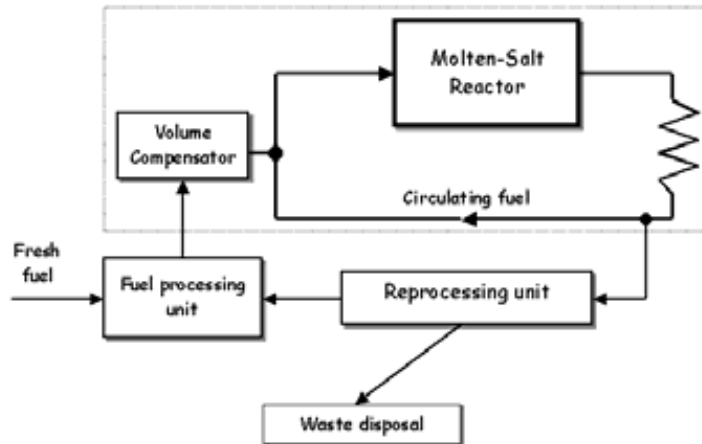 Molten-Salt
Reactor
Volume
Compensator
Circulating fuel
Fresh
fuel
Fuel processing
unit
Reprocessing unit
Waste disposal